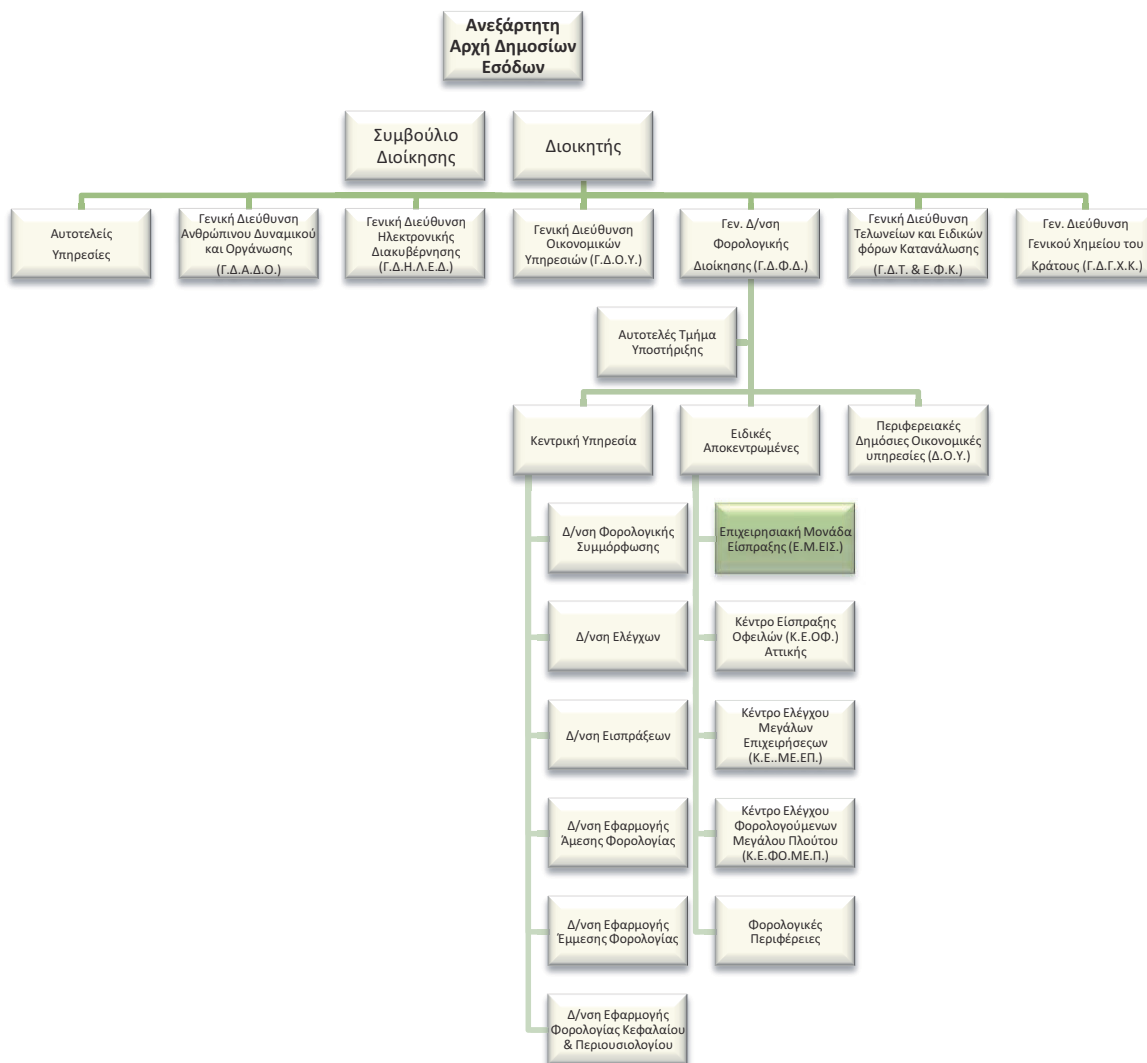 Ανεξάρτητη
Αρχή Δημοσίων
Εσόδων
Συμβούλιο
Διοίκησης
Διοικητής
Αυτοτελείς
Υπηρεσίες
Γενική Διεύθυνση
Ανθρώπινου Δυναμικού
και Οργάνωσης
(Γ.Δ.Α.Δ.Ο.)
Γενική Διεύθυνση
Ηλεκτρονικής
Διακυβέρνησης
(Γ.Δ.Η.Λ.Ε.Δ.)
Γενική Διεύθυνση
Οικονομικών
Υπηρεσιών (Γ.Δ.Ο.Υ.)
Γεν. Δ/νση
Φορολογικής
Διοίκησης (Γ.Δ.Φ.Δ.)
Γενική Διεύθυνση
Τελωνείων και Ειδικών
φόρων Κατανάλωσης
(Γ.Δ.Τ. & Ε.Φ.Κ.)
Γεν. Διεύθυνση
Γενικού Χημείου του
Κράτους (Γ.Δ.Γ.Χ.Κ.)
Αυτοτελές Τμήμα
Υποστήριξης
Κεντρική Υπηρεσία
Ειδικές
Αποκεντρωμένες
Περιφερειακές
Δημόσιες Οικονομικές
υπηρεσίες (Δ.Ο.Υ.)
Δ/νση Φορολογικής
Συμμόρφωσης
Δ/νση Ελέγχων
Δ/νση Εισπράξεων
Δ/νση Εφαρμογής
Άμεσης Φορολογίας
Δ/νση Εφαρμογής
Έμμεσης Φορολογίας
Δ/νση Εφαρμογής
Φορολογίας Κεφαλαίου
& Περιουσιολογίου
Επιχειρησιακή Μονάδα
Είσπραξης (Ε.Μ.ΕΙΣ.)
Κέντρο Είσπραξης
Οφειλών (Κ.Ε.ΟΦ.)
Αττικής
Κέντρο Ελέγχου
Μεγάλων
Επιχειρήσεςων
(Κ.Ε..ΜΕ.ΕΠ.)
Κέντρο Ελέγχου
Φορολογούμενων
Μεγάλου Πλούτου
(Κ.Ε.ΦΟ.ΜΕ.Π.)
Φορολογικές
Περιφέρειες